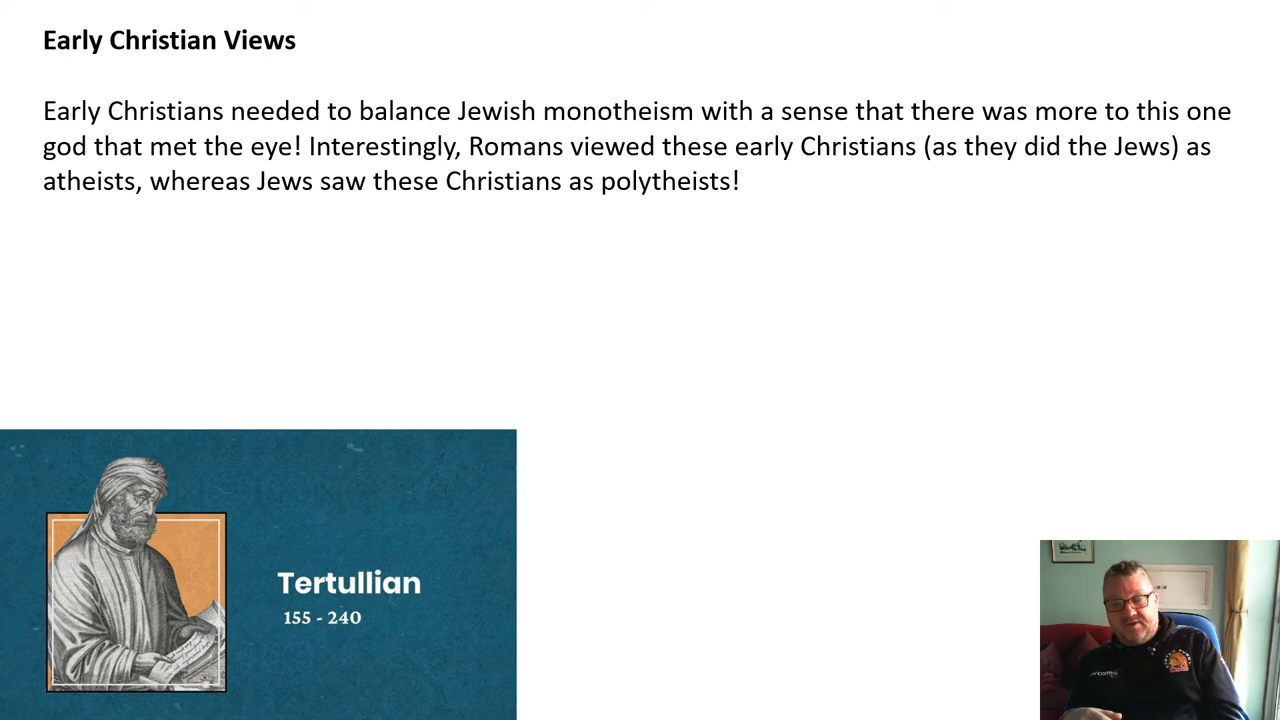 Early Christian Views
Early Christians needed to balance Jewish monotheism with a sense that there was more to this one
god that met the eye! Interestingly, Romans viewed these early Christians (as they did the Jews) as
atheists, whereas Jews saw these Christians as polytheists!
Tertullian
155 - 240